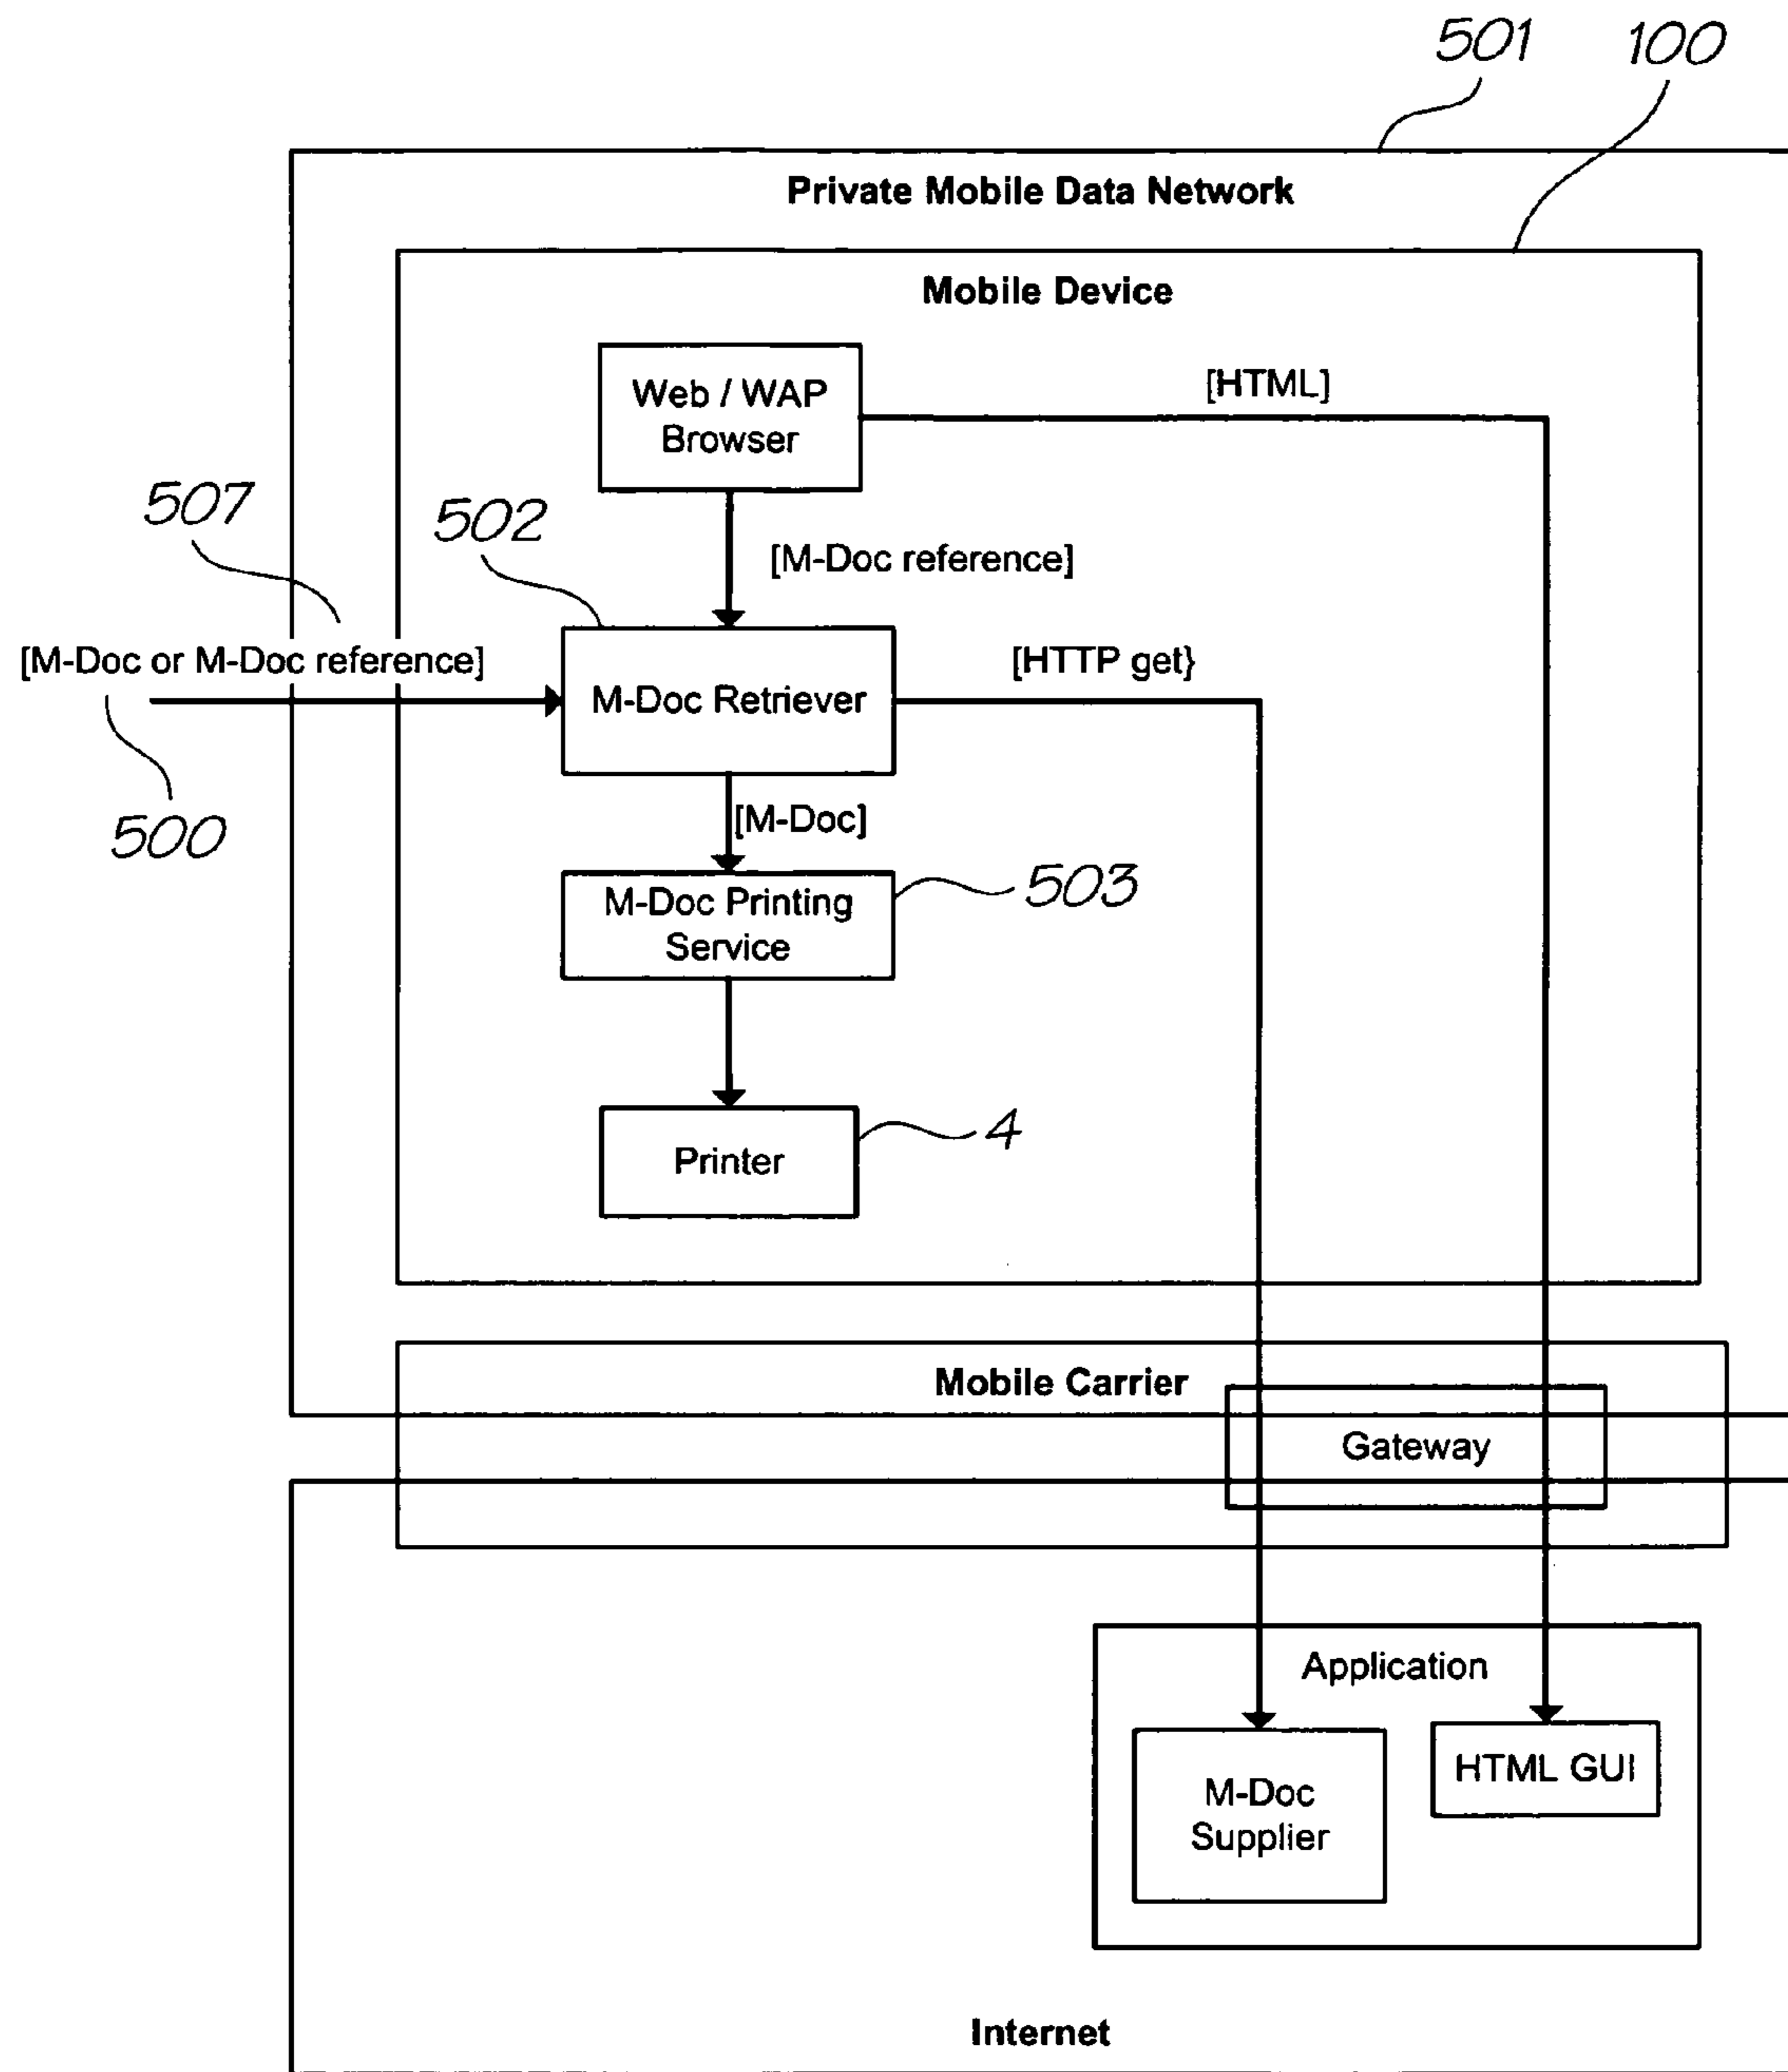 501
100
Private Mobile Data Network
Mobile Device
Web / WAP
Browser
[HTML]
507
502
[M-Doc reference]
[M-Doc or M-Doc reference]
M-Doc Retriever
[HTTP get}
500
[M-Doc]
M-Doc Printing
Service
503
Printer
4
Mobile Carrier
Gateway
Application
M-Doc
Supplier
HTML GUI
Internet